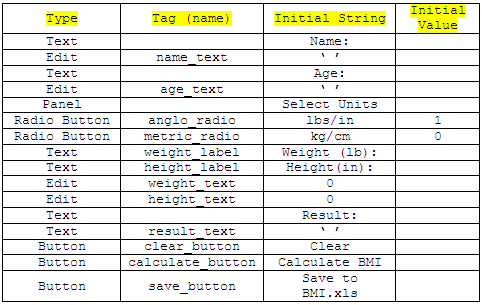 Type Tag (name) Initial String Initial Value
Text Name:
Edit name_text ‘ ’
Text Age:
Edit age_text ‘ ’
Panel Select Units
Radio Button anglo_radio lbs/in 1
Radio Button metric_radio kg/cm 0
Text weight_label Weight (lb):
Text height_label Height(in):
Edit weight_text 0
Edit height_text 0
Text Result:
Text result_text ‘ ’
Button clear_button Clear
Button calculate_button Calculate BMI
Button save_button Save to BMI.xls